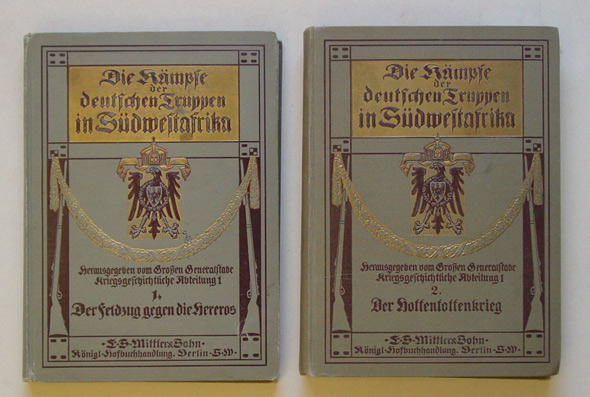 Die Kämpfe
der
deutschen Truppen
in Südwestafrika
Herausgegeben vom Großen Generalstabe
Kriegsgeschichtliche Abteilung 1
1.
Der Feldzug gegen die Hereros
E·S·Mittler&Sohn
Königl·Hofbuchhandlung. Berlin·S·W·
Die Kämpfe
der
deutschen Truppen
in Südwestafrika
Herausgegeben vom Großen Generalstabe
Kriegsgeschichtliche Abteilung 1
2.
Der Hottentottenkrieg
E·S·Mittler&Sohn
Königl·Hofbuchhandlung. Berlin·S·W·